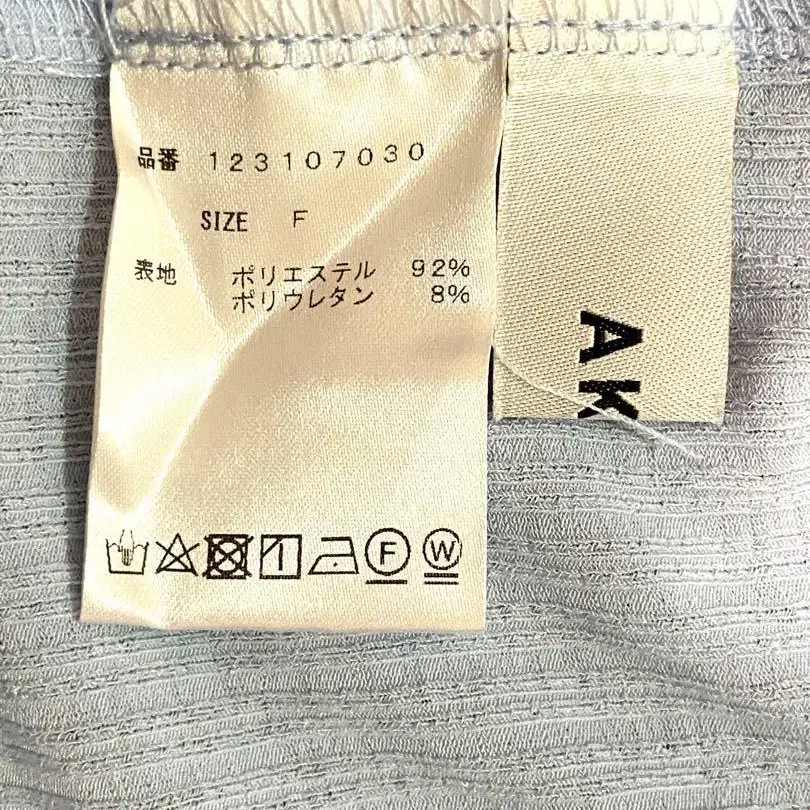 品番 123107030
SIZE F
表地 ポリエステル 92%
ポリウレタン 8%
F W
AK